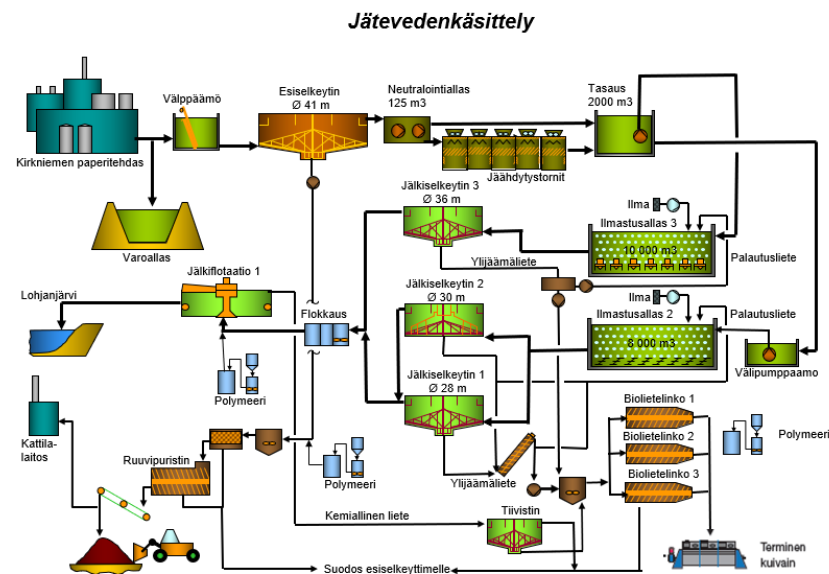 Jätevedenkäsittely
Kirkniemen paperitehdas
Välppäämö
Esiselkeytin
Ø 41 m
Neutralointiallas
125 m3
Tasaus
2000 m3
Jäähdytystornit
Varoallas
Jälkiselkeytin 3
Ø 36 m
Ilma
Ilmastusallas 3
10 000 m3
Palautusliete
Ylijäämäliete
Jälkiflotaatio 1
Lohjanjärvi
Flokkaus
Jälkiselkeytin 2
Ø 30 m
Ilma
Ilmastusallas 2
8 000 m3
Palautusliete
Välipumppaamo
Polymeeri
Jälkiselkeytin 1
Ø 28 m
Kattila-
laitos
Ruuvipuristin
Polymeeri
Ylijäämäliete
Biolietelinko 1
Biolietelinko 2
Biolietelinko 3
Polymeeri
Kemiallinen liete
Tiivistin
Terminen
kuivain
Suodos esiselkeyttimelle